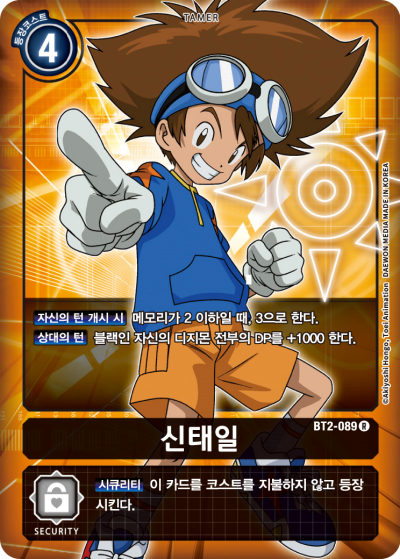 TAMER
등장코스트
4
©Akiyoshi Hongo, Toei Animation DAEWON MEDIA MADE IN KOREA
자신의 턴 개시 시 메모리가 2 이하일 때, 3으로 한다.
상대의 턴 블랙인 자신의 디지몬 전부의 DP를 +1000 한다.
BT2-089 R
신태일
시큐리티 이 카드를 코스트를 지불하지 않고 등장
시킨다.
SECURITY